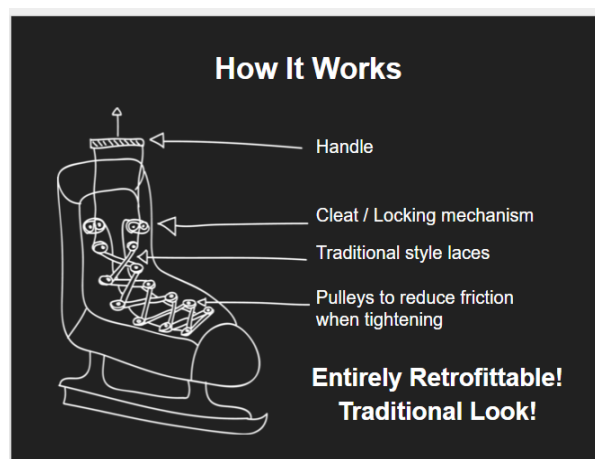 How It Works
Handle
Cleat / Locking mechanism
Traditional style laces
Pulleys to reduce friction
when tightening
Entirely Retrofittable!
Traditional Look!